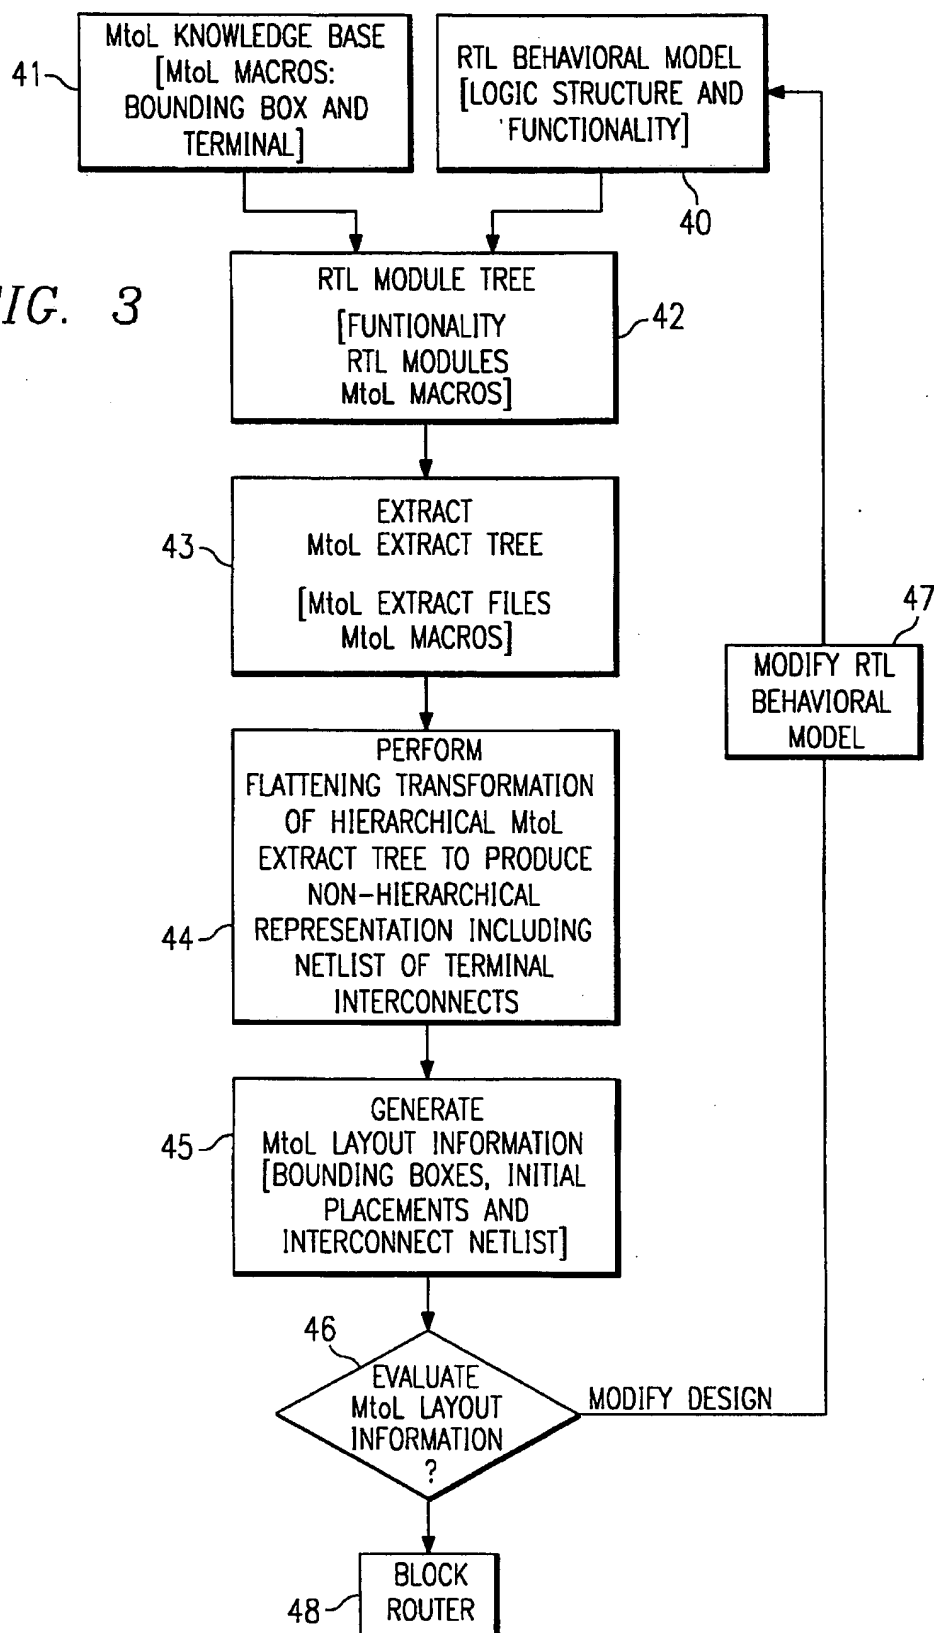 MtoL KNOWLEDGE BASE
[MtoL MACROS:
BOUNDING BOX AND
TERMINAL]
41
RTL BEHAVIORAL MODEL
[LOGIC STRUCTURE AND
FUNCTIONALITY]
40
IG. 3
RTL MODULE TREE
[FUNTIONALITY
RTL MODULES
MtoL MACROS]
42
EXTRACT
MtoL EXTRACT TREE
[MtoL EXTRACT FILES
MtoL MACROS]
43
47
MODIFY RTL
BEHAVIORAL
MODEL
PERFORM
FLATTENING TRANSFORMATION
OF HIERARCHICAL MtoL
EXTRACT TREE TO PRODUCE
NON-HIERARCHICAL
REPRESENTATION INCLUDING
NETLIST OF TERMINAL
INTERCONNECTS
44
GENERATE
MtoL LAYOUT INFORMATION
[BOUNDING BOXES, INITIAL
PLACEMENTS AND
INTERCONNECT NETLIST]
45
46
EVALUATE
MtoL LAYOUT
INFORMATION
?
MODIFY DESIGN
BLOCK
ROUTER
48